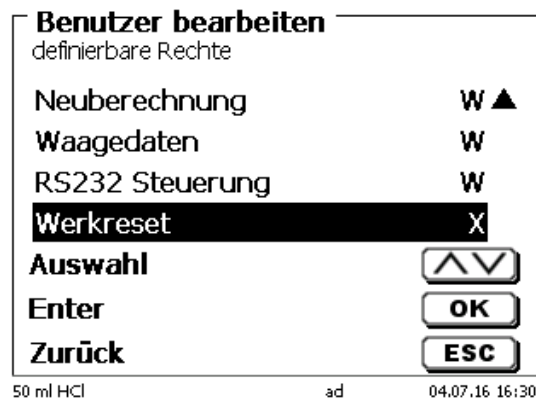 Benutzer bearbeiten
definierbare Rechte
Neuberechnung W
Waagedaten W
RS232 Steuerung W
Werkreset X
Auswahl
Enter OK
Zurück ESC
50 ml HCl ad 04.07.16 16:30